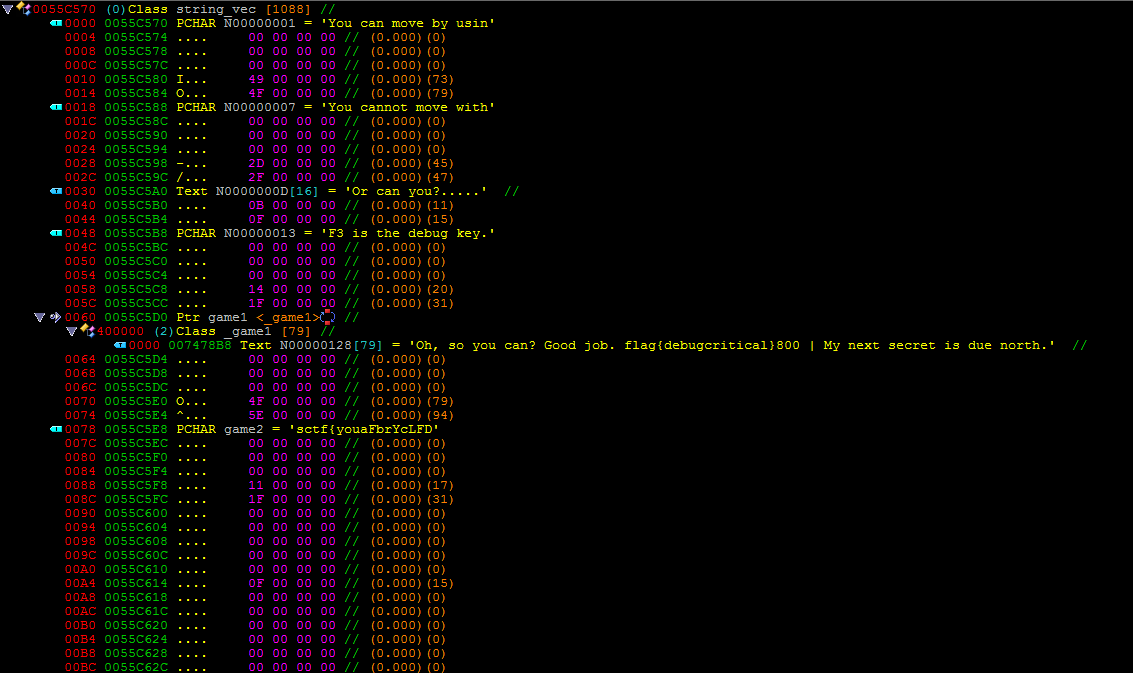 0055C570 (0)Class string_vec [1088] //
0000 0055C570 PCHAR N00000001 = 'You can move by usin'
0004 0055C574 .... 00 00 00 00 // (0.000)(0)
0008 0055C578 .... 00 00 00 00 // (0.000)(0)
000C 0055C57C .... 00 00 00 00 // (0.000)(0)
0010 0055C580 I... 49 00 00 00 // (0.000)(73)
0014 0055C584 O... 4F 00 00 00 // (0.000)(79)
0018 0055C588 PCHAR N00000007 = 'You cannot move with'
001C 0055C58C .... 00 00 00 00 // (0.000)(0)
0020 0055C590 .... 00 00 00 00 // (0.000)(0)
0024 0055C594 .... 00 00 00 00 // (0.000)(0)
0028 0055C598 -... 2D 00 00 00 // (0.000)(45)
002C 0055C59C /... 2F 00 00 00 // (0.000)(47)
0030 0055C5A0 Text N0000000D[16] = 'Or can you?.....' //
0040 0055C5B0 .... 0B 00 00 00 // (0.000)(11)
0044 0055C5B4 .... 0F 00 00 00 // (0.000)(15)
0048 0055C5B8 PCHAR N00000013 = 'F3 is the debug key.'
004C 0055C5BC .... 00 00 00 00 // (0.000)(0)
0050 0055C5C0 .... 00 00 00 00 // (0.000)(0)
0054 0055C5C4 .... 00 00 00 00 // (0.000)(0)
0058 0055C5C8 .... 14 00 00 00 // (0.000)(20)
005C 0055C5CC .... 1F 00 00 00 // (0.000)(31)
0060 0055C5D0 Ptr game1 <_game1> //
400000 (2)Class _game1 [79] //
0000 007478B8 Text N00000128[79] = 'Oh, so you can? Good job. flag{debugcritical}800 | My next secret is due north.' //
0064 0055C5D4 .... 00 00 00 00 // (0.000)(0)
0068 0055C5D8 .... 00 00 00 00 // (0.000)(0)
006C 0055C5DC .... 00 00 00 00 // (0.000)(0)
0070 0055C5E0 O... 4F 00 00 00 // (0.000)(79)
0074 0055C5E4 ^... 5E 00 00 00 // (0.000)(94)
0078 0055C5E8 PCHAR game2 = 'sctf{youaFbrYcLFD'
007C 0055C5EC .... 00 00 00 00 // (0.000)(0)
0080 0055C5F0 .... 00 00 00 00 // (0.000)(0)
0084 0055C5F4 .... 00 00 00 00 // (0.000)(0)
0088 0055C5F8 .... 11 00 00 00 // (0.000)(17)
008C 0055C5FC .... 1F 00 00 00 // (0.000)(31)
0090 0055C600 .... 00 00 00 00 // (0.000)(0)
0094 0055C604 .... 00 00 00 00 // (0.000)(0)
0098 0055C608 .... 00 00 00 00 // (0.000)(0)
009C 0055C60C .... 00 00 00 00 // (0.000)(0)
00A0 0055C610 .... 00 00 00 00 // (0.000)(0)
00A4 0055C614 .... 0F 00 00 00 // (0.000)(15)
00A8 0055C618 .... 00 00 00 00 // (0.000)(0)
00AC 0055C61C .... 00 00 00 00 // (0.000)(0)
00B0 0055C620 .... 00 00 00 00 // (0.000)(0)
00B4 0055C624 .... 00 00 00 00 // (0.000)(0)
00B8 0055C628 .... 00 00 00 00 // (0.000)(0)
00BC 0055C62C .... 00 00 00 00 // (0.000)(0)